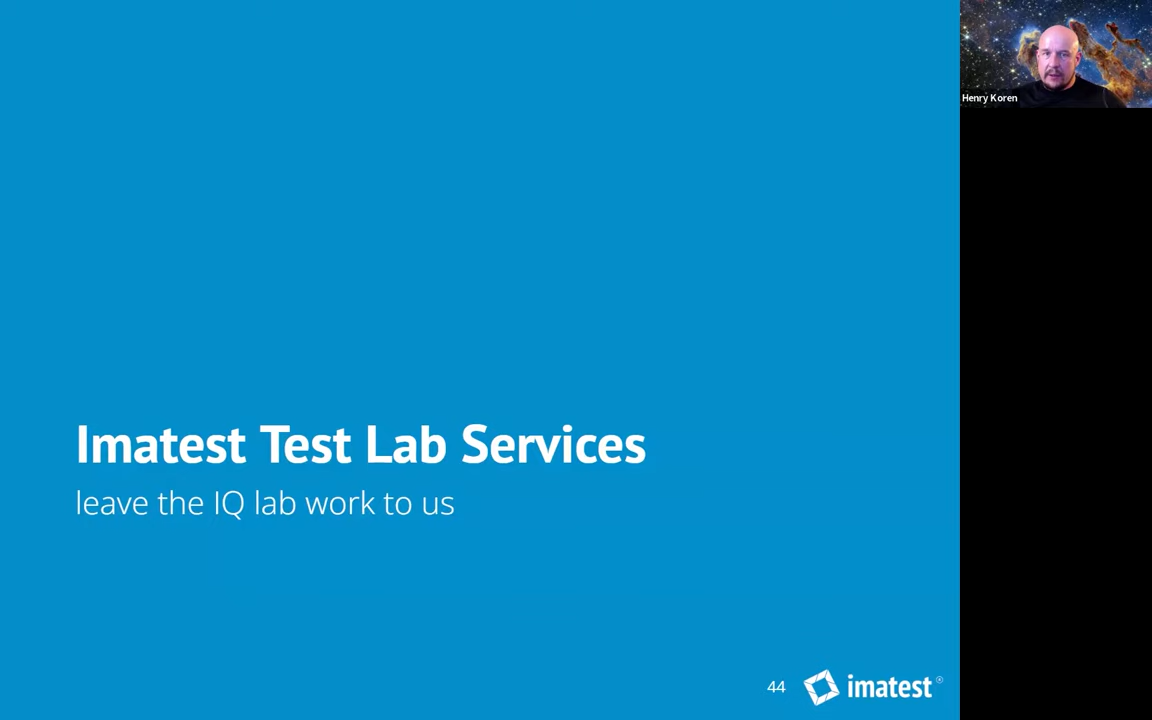 Henry Koren
Imatest Test Lab Services
leave the IQ lab work to us
44
imatest®